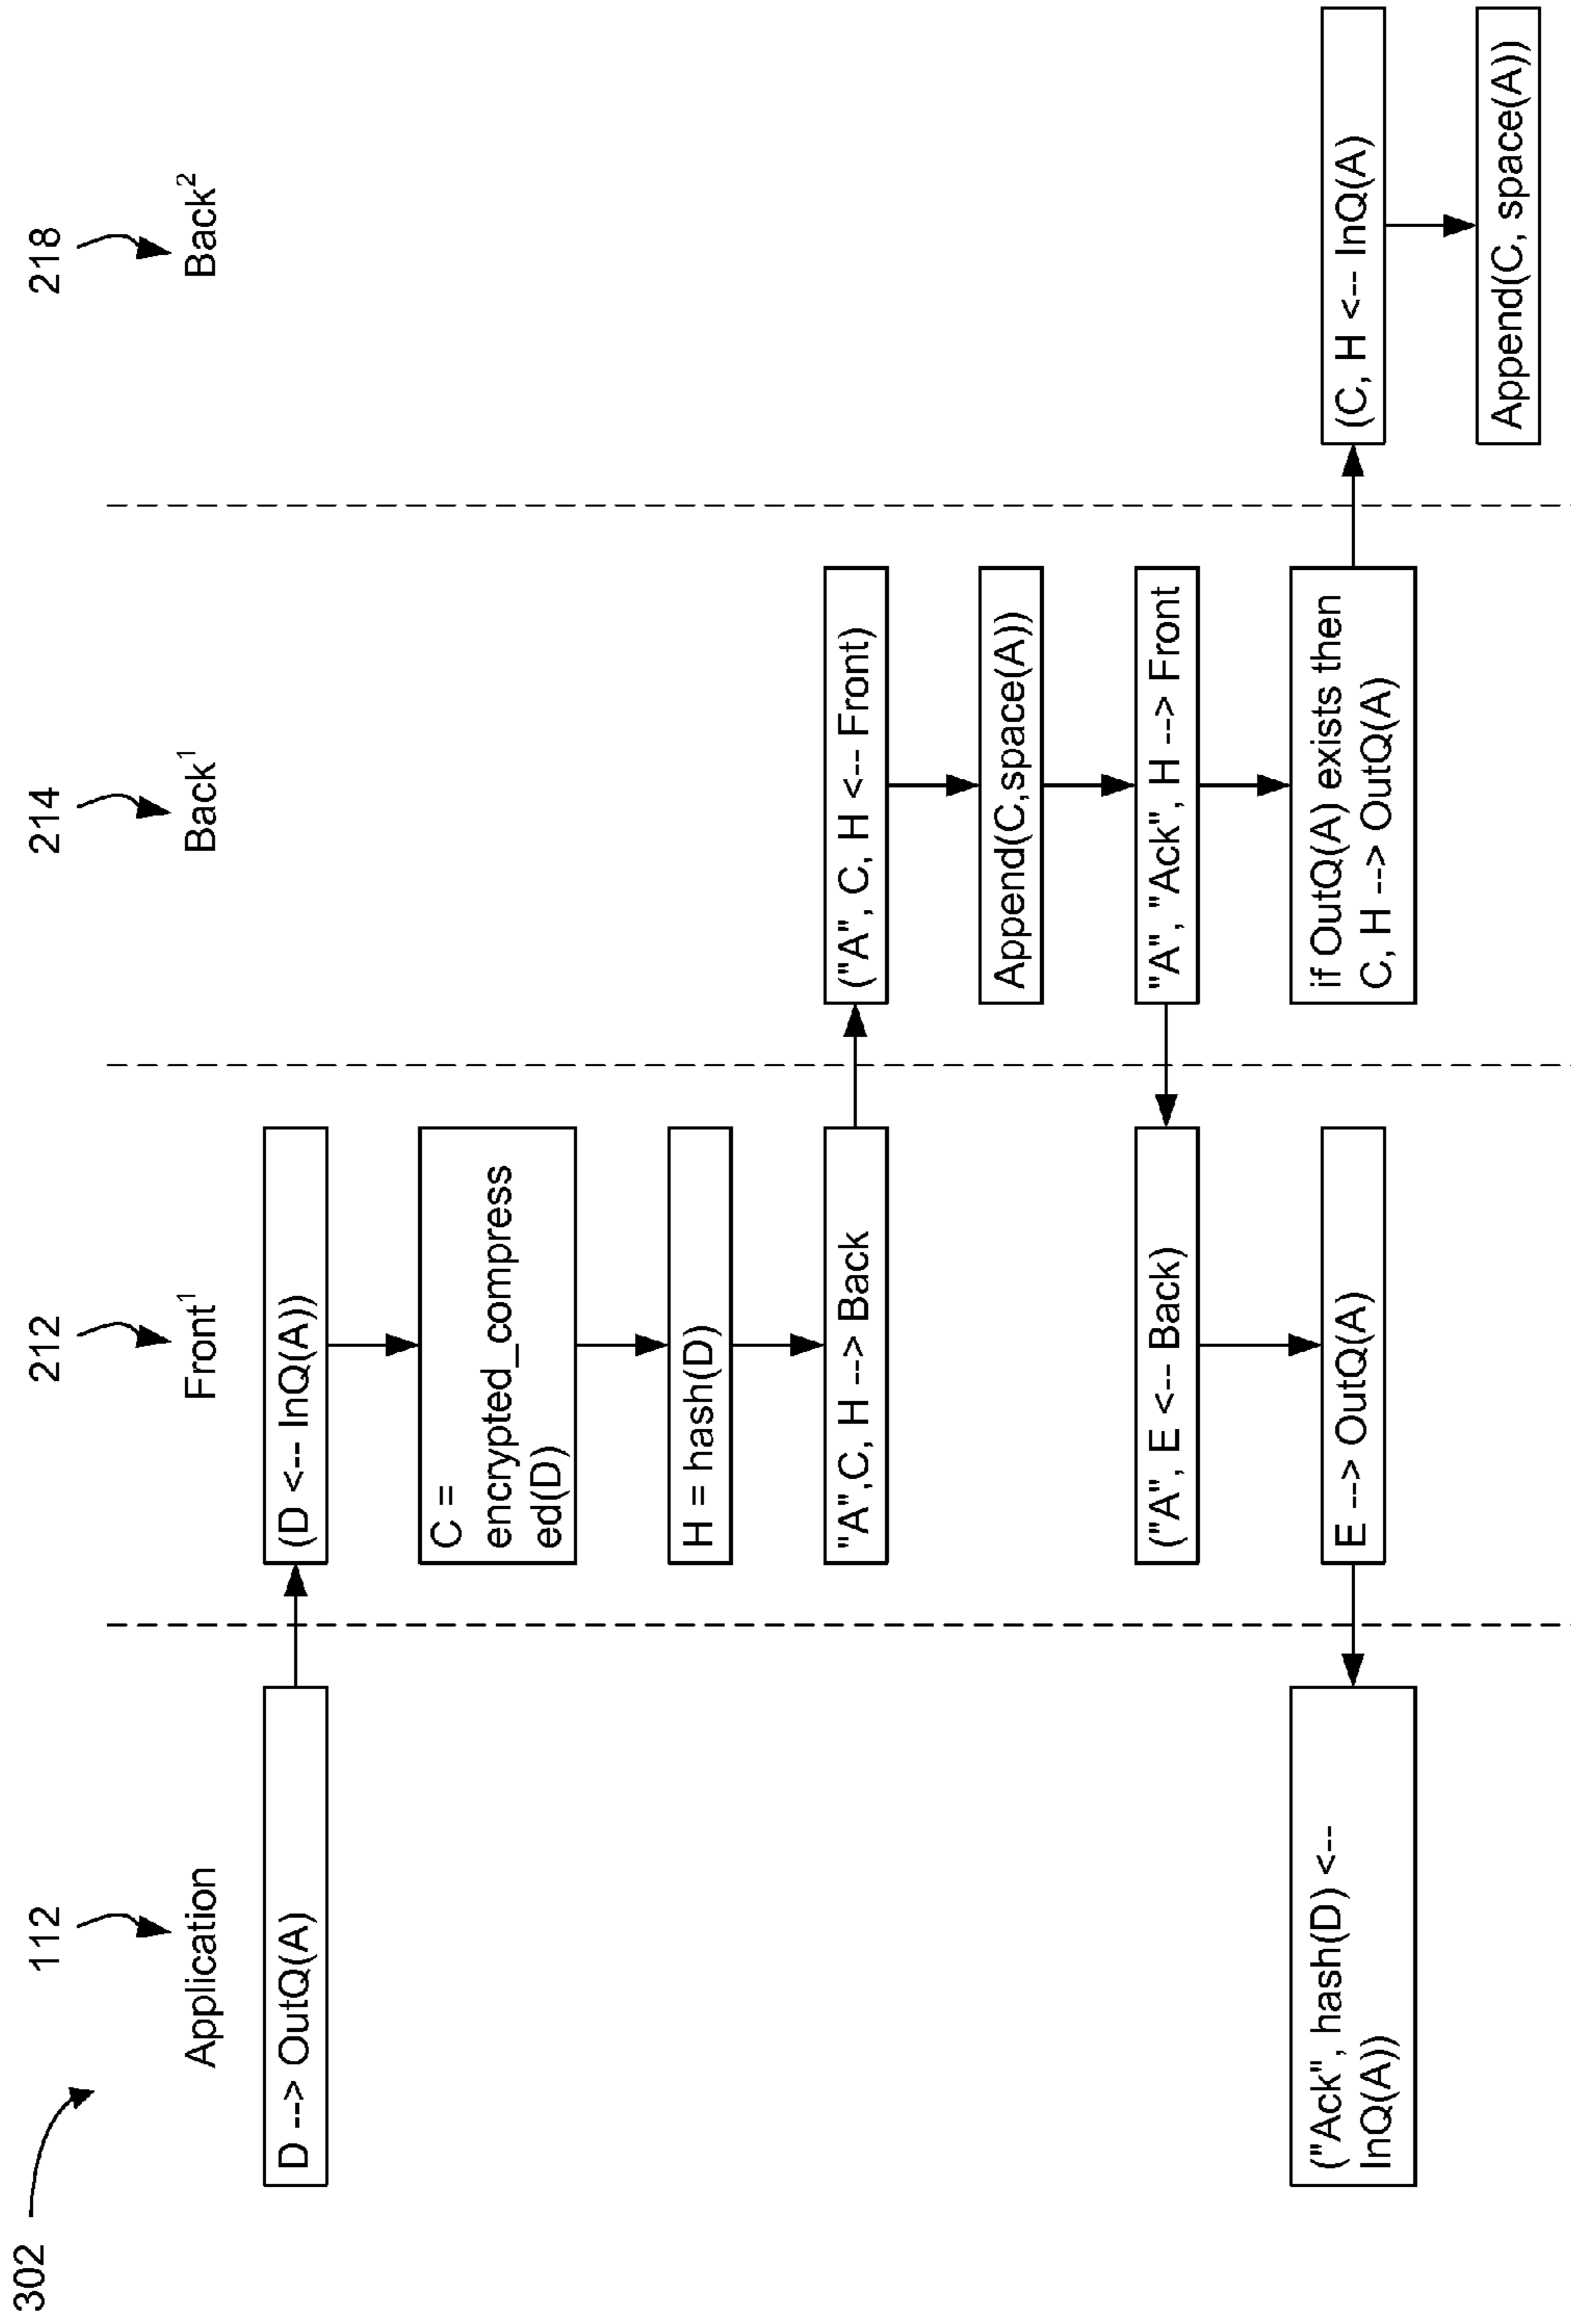 302
112
Application
D --> OutQ(A)
("Ack", hash(D) <--
InQ(A))
212
Front¹
(D <-- InQ(A))
C =
encrypted_compress
ed(D)
H = hash(D)
"A",C, H --> Back
("A", E <-- Back)
E --> OutQ(A)
214
Back¹
("A", C, H <-- Front)
Append(C,space(A))
"A", "Ack", H --> Front
if OutQ(A) exists then
C, H --> OutQ(A)
218
Back²
(C, H <-- InQ(A)
Append(C, space(A))